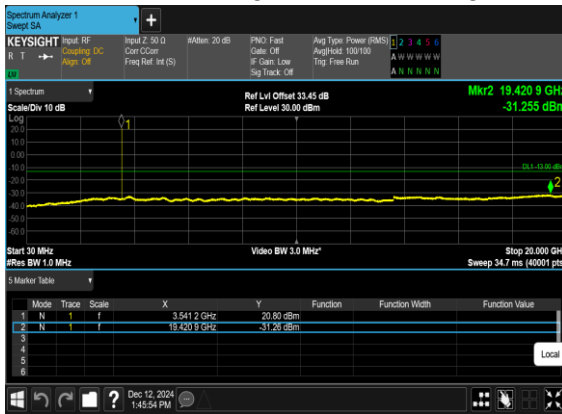 Spectrum Analyzer 1
Swept SA
+
KEYSIGHT Input: RF Input Z: 50 Ω #Atten: 20 dB PNO: Fast Avg Type: Power (RMS) 1 2 3 4 5 6
R T Coupling: DC Corr CCorr Gate: Off Avg|Hold: 100/100 A W W W W W
Align: Off Freq Ref: Int (S) IF Gain: Low Trig: Free Run
Sig Track: Off A N N N N N
1 Spectrum Ref Lvl Offset 33.45 dB Mkr2 19.420 9 GHz
Scale/Div 10 dB Ref Level 30.00 dBm -31.255 dBm
Log
20.0
10.0
0.00
-10.0
-20.0
-30.0
-40.0
-50.0
-60.0
1
DL1 -13.00 dBm
2
Start 30 MHz Video BW 3.0 MHz* Stop 20.000 GHz
#Res BW 1.0 MHz Sweep 34.7 ms (40001 pts)
5 Marker Table
Mode Trace Scale X Y Function Function Width Function Value
1 N 1 f 3.541 2 GHz 20.80 dBm
2 N 1 f 19.420 9 GHz -31.26 dBm
3
4
5
6
Local
? Dec 12, 2024
1:45:54 PM